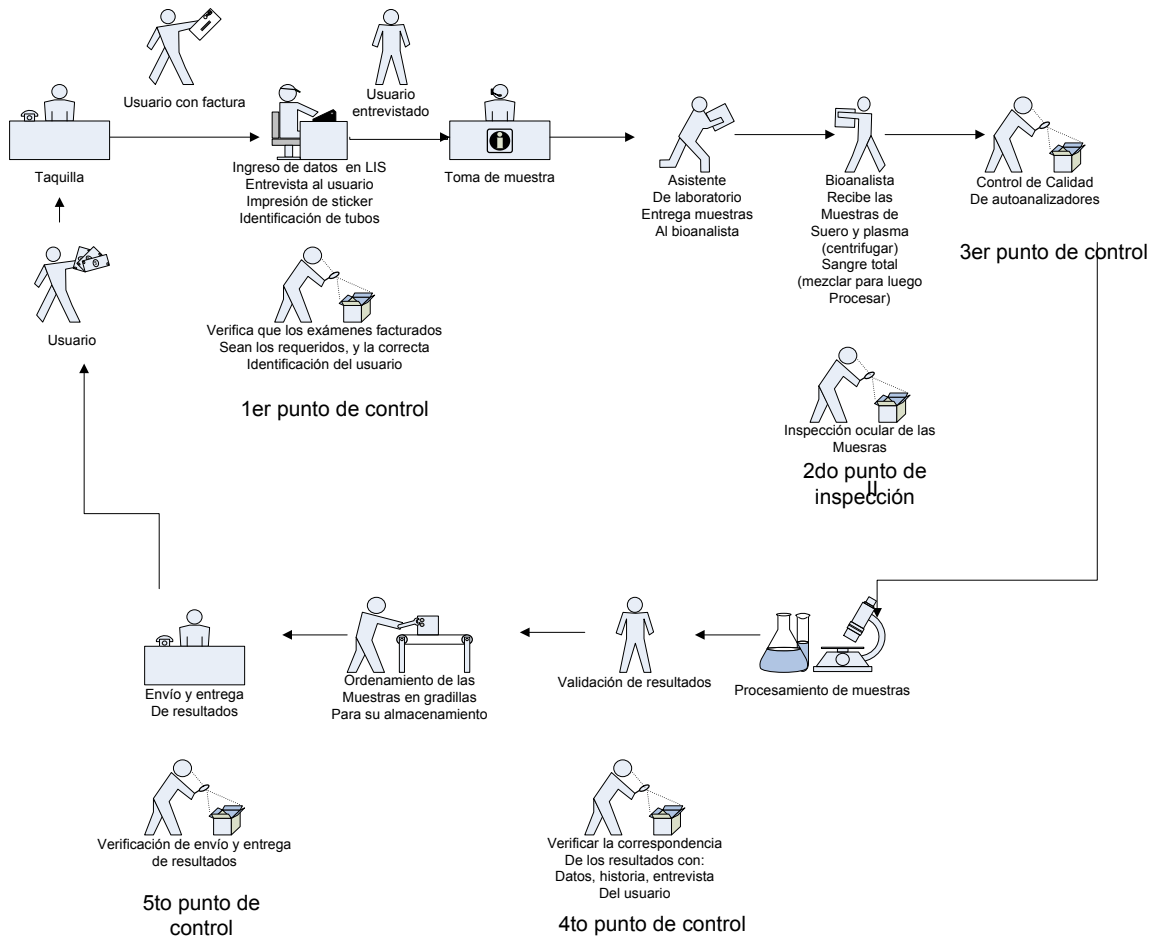 Usuario con factura
Usuario
entrevistado
Taquilla
Ingreso de datos en LIS
Entrevista al usuario
Impresión de sticker
Identificación de tubos
Toma de muestra
Asistente
De laboratorio
Entrega muestras
Al bioanalista
Bioanalista
Recibe las
Muestras de
Suero y plasma
(centrifugar)
Sangre total
(mezclar para luego
Procesar)
Control de Calidad
De autoanalizadores
3er punto de control
Usuario
Verifica que los exámenes facturados
Sean los requeridos, y la correcta
Identificación del usuario
1er punto de control
Inspección ocular de las
Muesras
2do punto de
inspección
II
Envío y entrega
De resultados
Ordenamiento de las
Muestras en gradillas
Para su almacenamiento
Validación de resultados
Procesamiento de muestras
Verificación de envío y entrega
de resultados
5to punto de
control
Verificar la correspondencia
De los resultados con:
Datos, historia, entrevista
Del usuario
4to punto de control